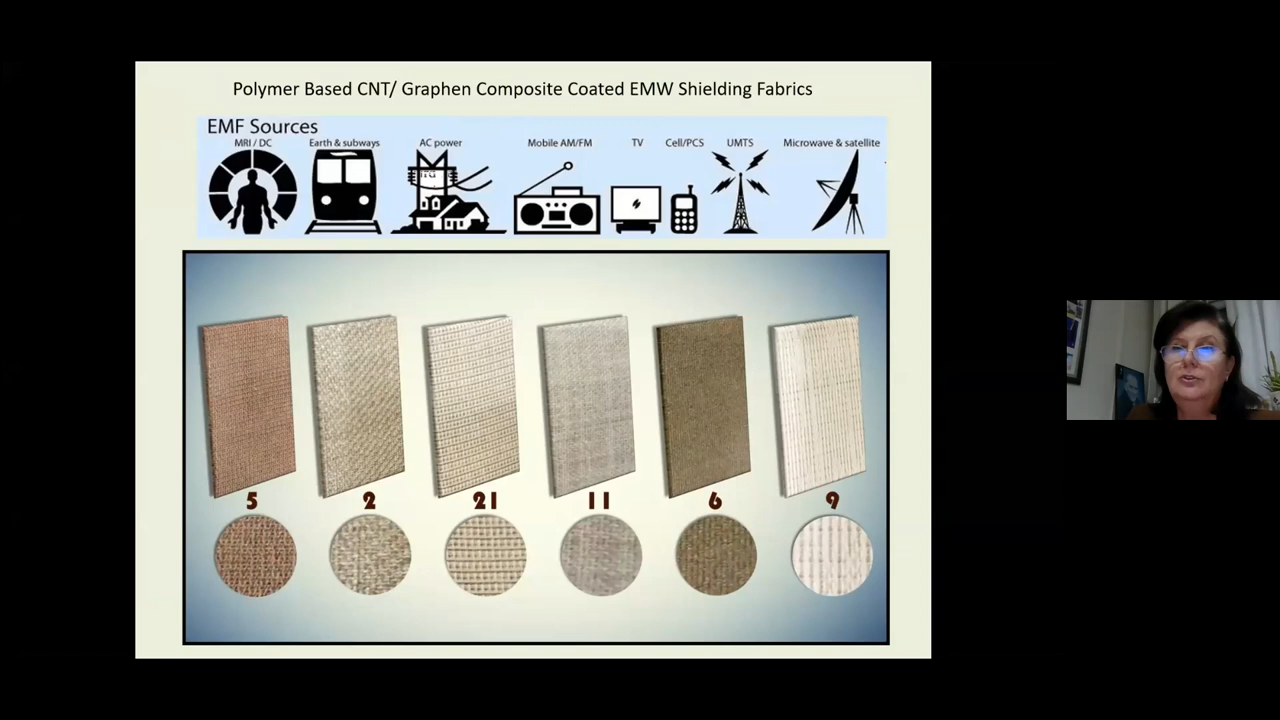 Polymer Based CNT/ Graphen Composite Coated EMW Shielding Fabrics
EMF Sources
MRI / DC Earth & subways AC power Mobile AM/FM TV Cell/PCS UMTS Microwave & satellite
5 2 21 11 6 9